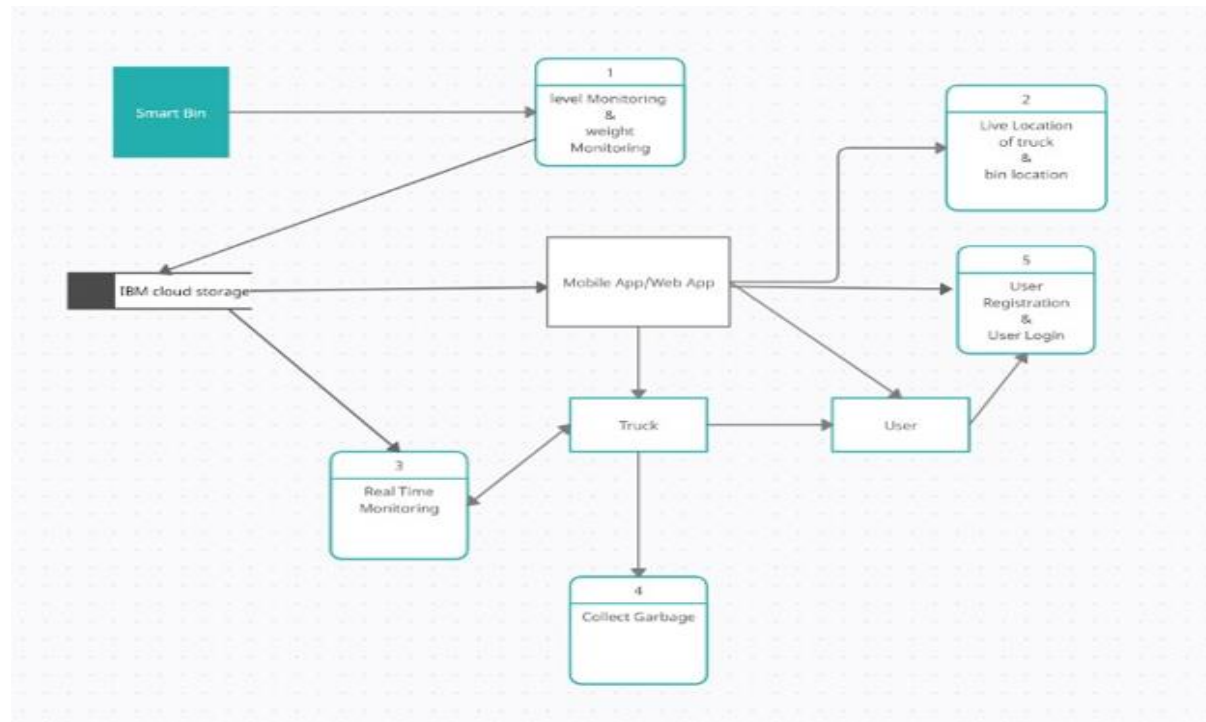 Smart Bin
1
level Monitoring
&
weight
Monitoring
2
Live Location
of truck
&
bin location
IBM cloud storage
Mobile App/Web App
5
User
Registration
&
User Login
Truck
User
3
Real Time
Monitoring
4
Collect Garbage